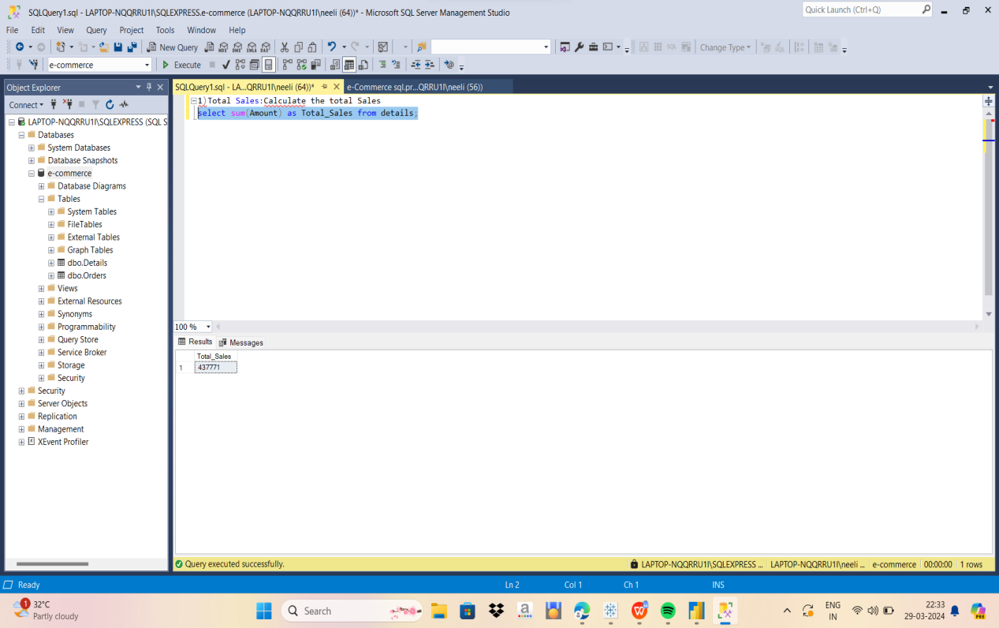 SQLQuery1.sql - LAPTOP-NQQRRU1I\SQLEXPRESS.e-commerce (LAPTOP-NQQRRU1I\neeli (64))* - Microsoft SQL Server Management Studio
Quick Launch (Ctrl+Q)
File Edit View Query Project Tools Window Help
New Query
Change Type
e-commerce
Execute
Object Explorer
SQLQuery1.sql - LA...QRRU1I\neeli (64))*
e-Commerce sql.pr...QRRU1I\neeli (56))
Connect
LAPTOP-NQQRRU1I\SQLEXPRESS (SQL S
Databases
System Databases
Database Snapshots
e-commerce
Database Diagrams
Tables
System Tables
FileTables
External Tables
Graph Tables
dbo.Details
dbo.Orders
Views
External Resources
Synonyms
Programmability
Query Store
Service Broker
Storage
Security
Security
Server Objects
Replication
Management
XEvent Profiler
1)Total Sales:Calculate the total Sales
select sum(Amount) as Total_Sales from details;
100 %
Results Messages
Total_Sales
1 437771
Query executed successfully.
LAPTOP-NQQRRU1I\SQLEXPRESS ... LAPTOP-NQQRRU1I\neeli ... e-commerce 00:00:00 1 rows
Ready Ln 2 Col 1 Ch 1 INS
1 32°C
Partly cloudy
Search
ENG
IN
22:33
29-03-2024
PRE